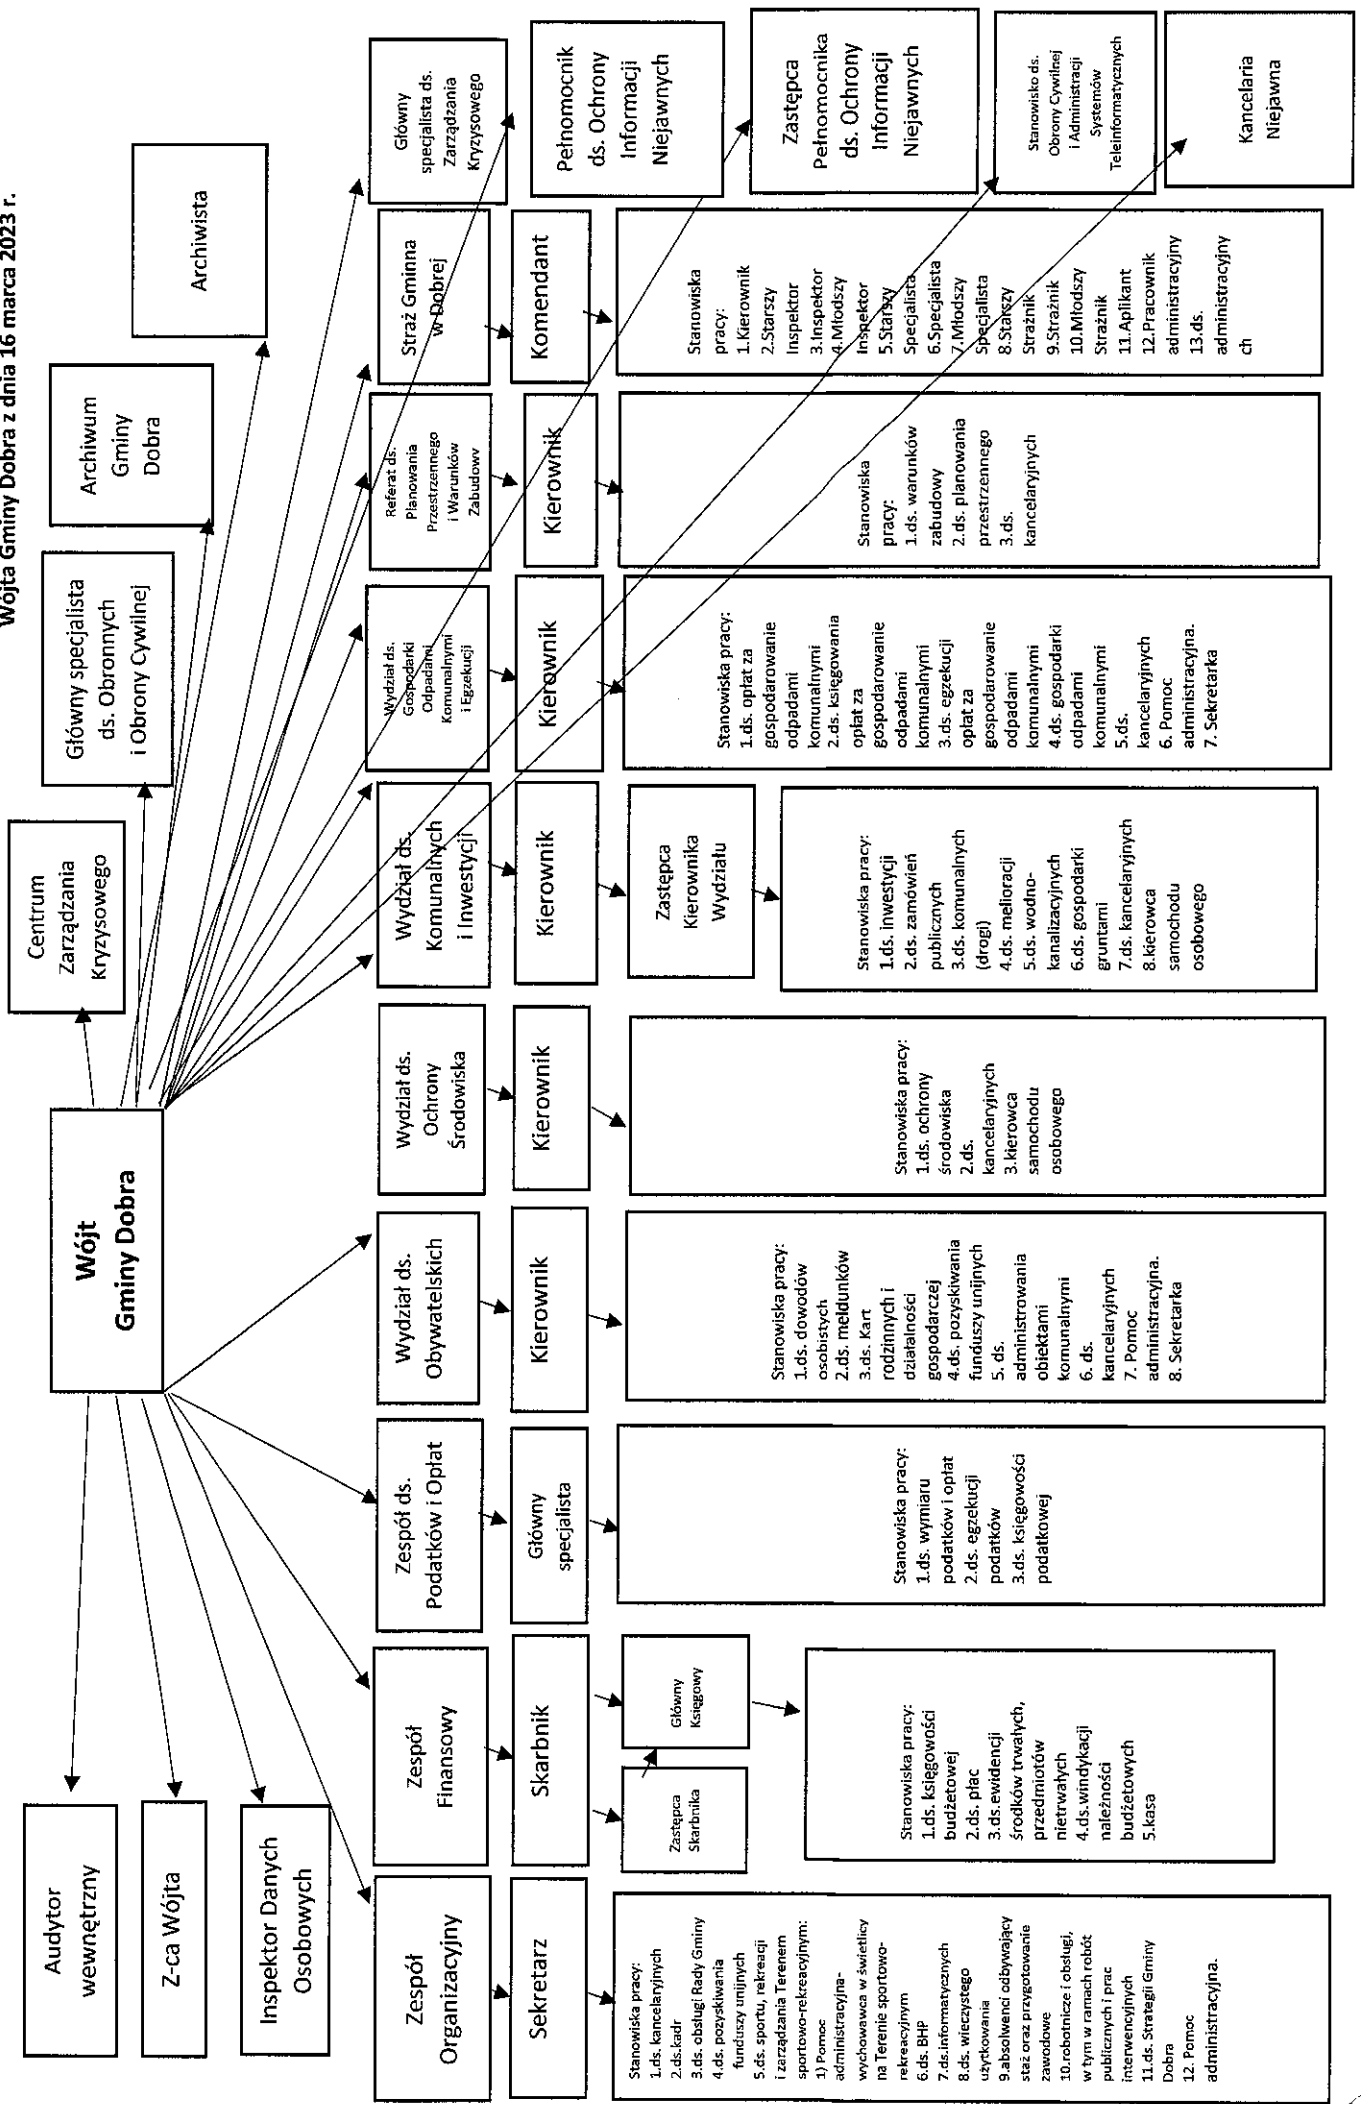 Wójta Gminy Dobra z dnia 16 marca 2023 r.
Wójt
Gminy Dobra
Audytor
wewnętrzny
Z-ca Wójta
Inspektor Danych
Osobowych
Centrum
Zarządzania
Kryzysowego
Główny specjalista
ds. Obronnych
i Obrony Cywilnej
Archiwum
Gminy
Dobra
Archiwista
Zespół
Organizacyjny
Sekretarz
Stanowiska pracy:
1.ds. kancelaryjnych
2.ds.kadr
3.ds. obsługi Rady Gminy
4.ds. pozyskiwania
funduszy unijnych
5.ds. sportu, rekreacji
i zarządzania Terenem
sportowo-rekreacyjnym:
1) Pomoc
administracyjna-
wychowawca w świetlicy
na Terenie sportowo-
rekreacyjnym
6.ds. BHP
7.ds.informatycznych
8.ds. wieczystego
użytkowania
9.absolwenci odbywający
staż oraz przygotowanie
zawodowe
10.robotnicze i obsługi,
w tym w ramach robót
publicznych i prac
interwencyjnych
11.ds. Strategii Gminy
Dobra
12. Pomoc
administracyjna.
Zespół
Finansowy
Skarbnik
Zastępca
Skarbnika
Główny
Księgowy
Stanowiska pracy:
1.ds. księgowości
budżetowej
2.ds. płac
3.ds.ewidencji
środków trwałych,
przedmiotów
nietrwałych
4.ds.windykacji
należności
budżetowych
5.kasa
Zespół ds.
Podatków i Opłat
Główny
specjalista
Stanowiska pracy:
1.ds. wymiaru
podatków i opłat
2.ds. egzekucji
podatków
3.ds. księgowości
podatkowej
Wydział ds.
Obywatelskich
Kierownik
Stanowiska pracy:
1.ds. dowodów
osobistych
2.ds. meldunków
3.ds. Kart
rodzinnych i
działalności
gospodarczej
4.ds. pozyskiwania
funduszy unijnych
5. ds.
administrowania
obiektami
komunalnymi
6. ds.
kancelaryjnych
7. Pomoc
administracyjna.
8. Sekretarka
Wydział ds.
Ochrony
Środowiska
Kierownik
Stanowiska pracy:
1.ds. ochrony
środowiska
2.ds.
kancelaryjnych
3.kierowca
samochodu
osobowego
Wydział ds.
Komunalnych
i Inwestycji
Kierownik
Zastępca
Kierownika
Wydziału
Stanowiska pracy:
1.ds. inwestycji
2.ds. zamówień
publicznych
3.ds. komunalnych
(drogi)
4.ds. melioracji
5.ds. wodno-
kanalizacyjnych
6.ds. gospodarki
gruntami
7.ds. kancelaryjnych
8.kierowca
samochodu
osobowego
Wydział ds.
Gospodarki
Odpadami
Komunalnymi
i Egzekucji
Kierownik
Stanowiska pracy:
1.ds. opłat za
gospodarowanie
odpadami
komunalnymi
2.ds. księgowania
opłat za
gospodarowanie
odpadami
komunalnymi
3.ds. egzekucji
opłat za
gospodarowanie
odpadami
komunalnymi
4.ds. gospodarki
odpadami
komunalnymi
5.ds.
kancelaryjnych
6. Pomoc
administracyjna.
7. Sekretarka
Referat ds.
Planowania
Przestrzennego
i Warunków
Zabudowy
Kierownik
Stanowiska
pracy:
1.ds. warunków
zabudowy
2.ds. planowania
przestrzennego
3.ds.
kancelaryjnych
Straż Gminna
w Dobrej
Komendant
Stanowiska
pracy:
1.Kierownik
2.Starszy
Inspektor
3.Inspektor
4.Młodszy
Inspektor
5.Starszy
Specjalista
6.Specjalista
7.Młodszy
Specjalista
8.Starszy
Strażnik
9.Strażnik
10.Młodszy
Strażnik
11.Aplikant
12.Pracownik
administracyjny
13.ds.
administracyjny
ch
Główny
specjalista ds.
Zarządzania
Kryzysowego
Pełnomocnik
ds. Ochrony
Informacji
Niejawnych
Zastępca
Pełnomocnika
ds. Ochrony
Informacji
Niejawnych
Stanowisko ds.
Obrony Cywilnej
i Administracji
Systemów
Teleinformatycznych
Kancelaria
Niejawna